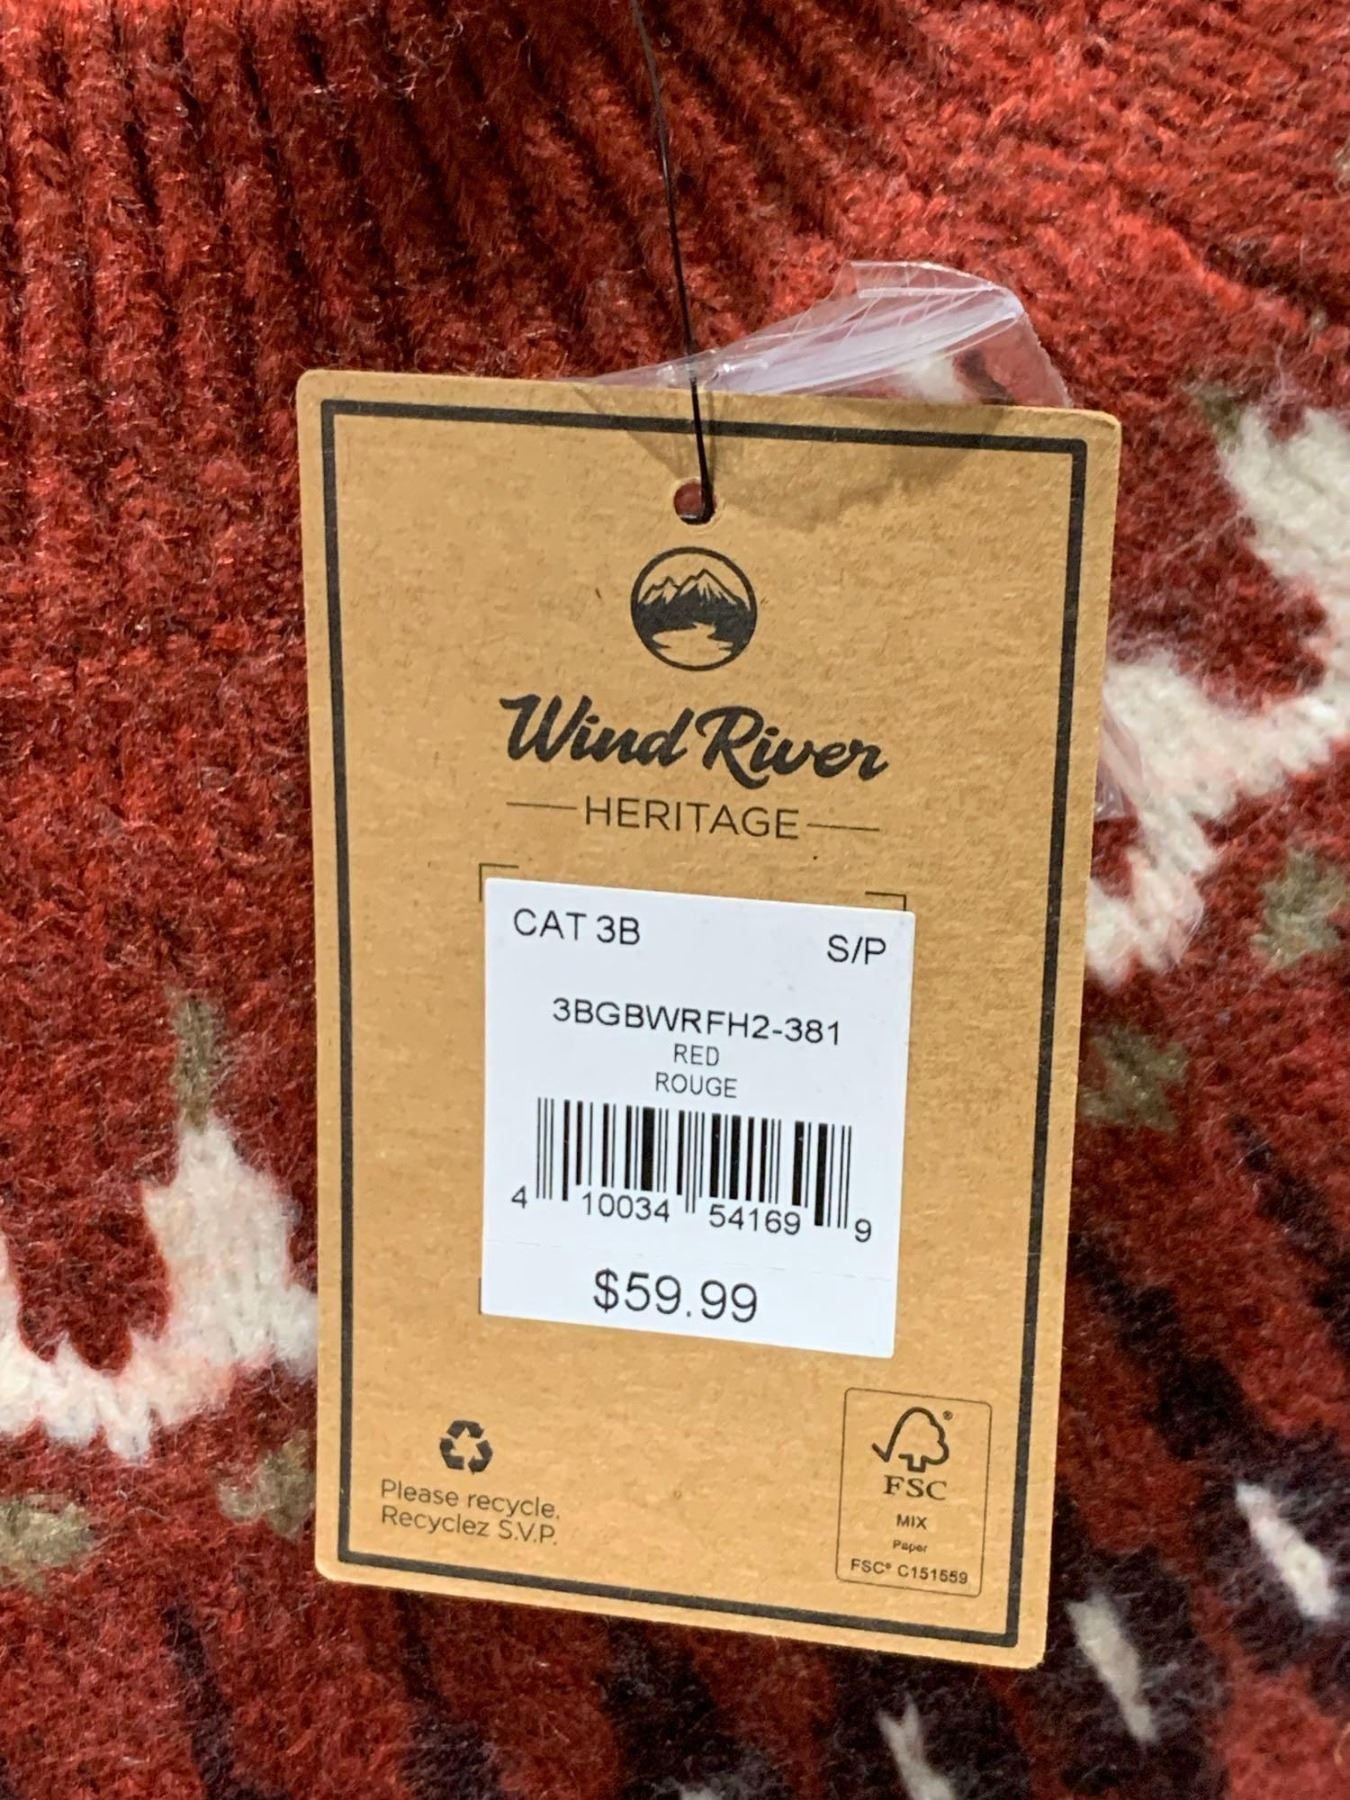 Wind River
HERITAGE
CAT 3B
S/P
3BGBWRFH2-381
RED
ROUGE
4 10034 54169 9
$59.99
Please recycle.
Recyclez S.V.P.
FSC
MIX
Paper
FSC® C151559